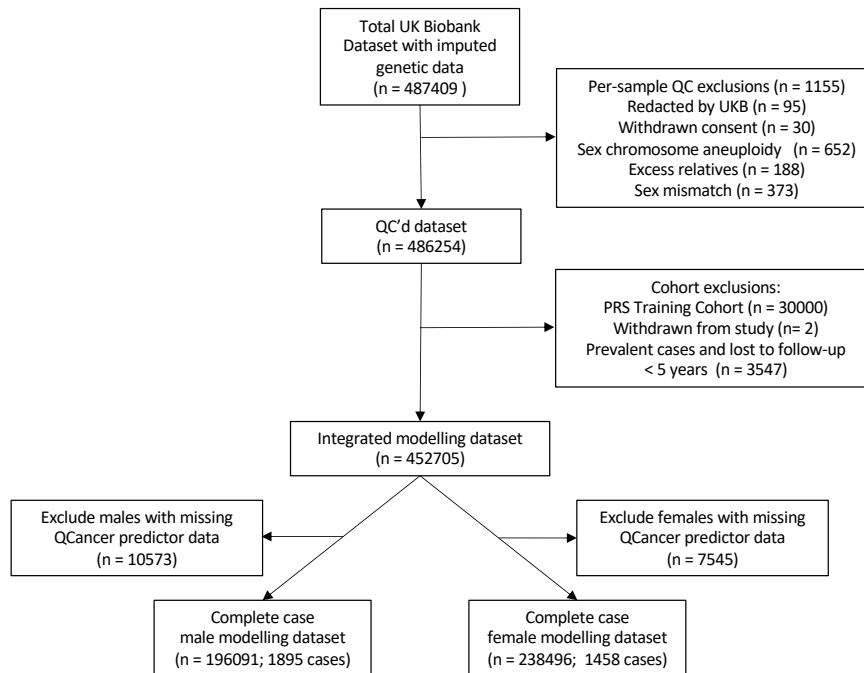 Total UK Biobank
Dataset with imputed
genetic data
(n = 487409 )
Per-sample QC exclusions (n = 1155)
Redacted by UKB (n = 95)
Withdrawn consent (n = 30)
Sex chromosome aneuploidy (n = 652)
Excess relatives (n = 188)
Sex mismatch (n = 373)
QC’d dataset
(n = 486254)
Cohort exclusions:
PRS Training Cohort (n = 30000)
Withdrawn from study (n= 2)
Prevalent cases and lost to follow-up
< 5 years (n = 3547)
Integrated modelling dataset
(n = 452705)
Exclude males with missing
QCancer predictor data
(n = 10573)
Exclude females with missing
QCancer predictor data
(n = 7545)
Complete case
male modelling dataset
(n = 196091; 1895 cases)
Complete case
female modelling dataset
(n = 238496; 1458 cases)